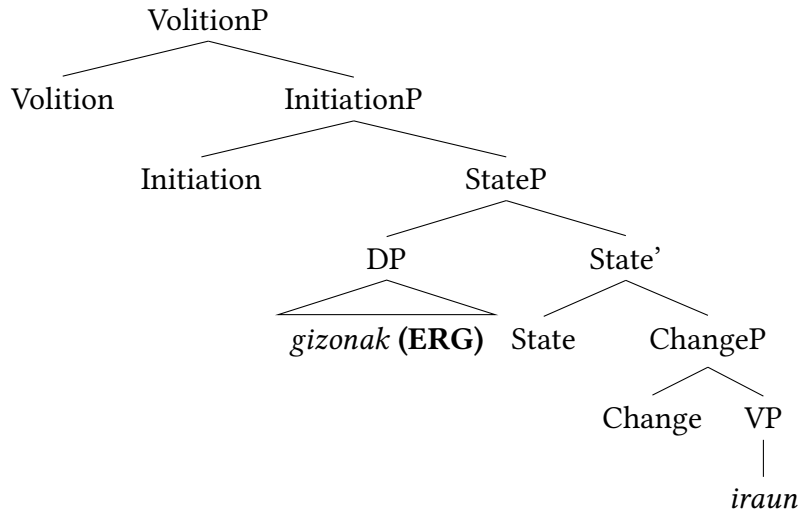 VolitionP
Volition InitiationP
Initiation StateP
DP State’
gizonak (ERG) State ChangeP
Change VP
iraun